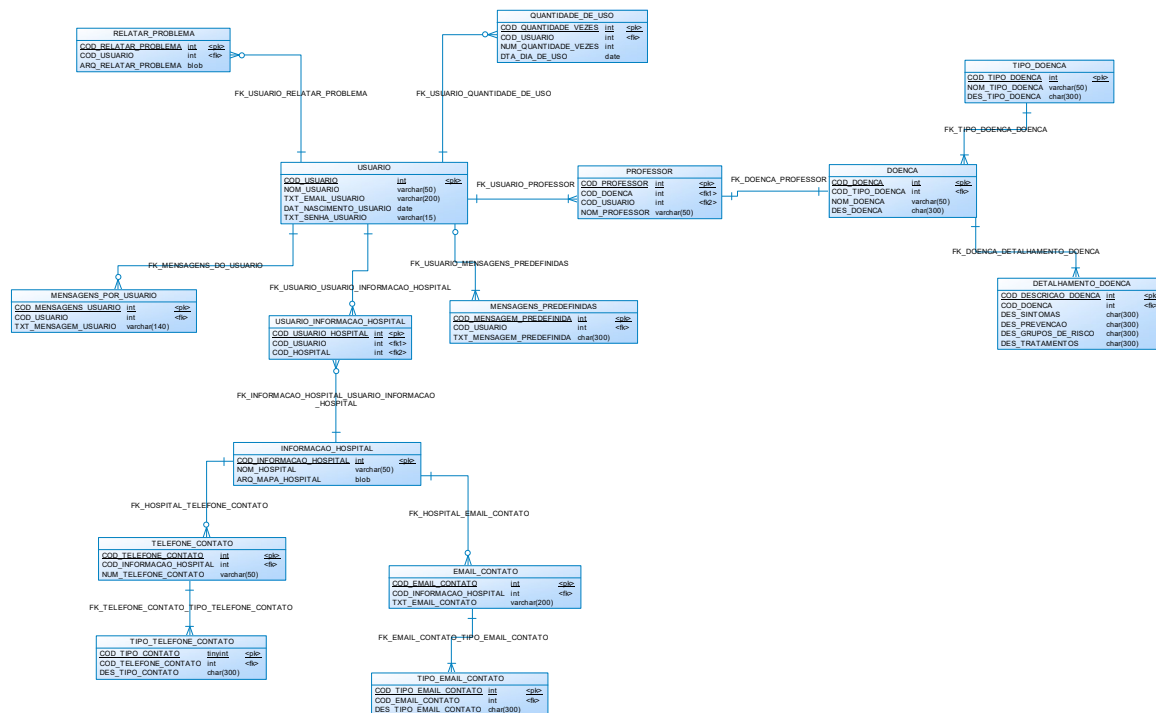 QUANTIDADE_DE_USO
COD_QUANTIDADE_VEZES int <pk>
COD_USUARIO int <fk>
NUM_QUANTIDADE_VEZES int
DTA_DIA_DE_USO date
RELATAR_PROBLEMA
COD_RELATAR_PROBLEMA int <pk>
COD_USUARIO int <fk>
ARQ_RELATAR_PROBLEMA blob
TIPO_DOENCA
COD_TIPO_DOENCA int <pk>
NOM_TIPO_DOENCA varchar(50)
DES_TIPO_DOENCA char(300)
FK_USUARIO_RELATAR_PROBLEMA
FK_USUARIO_QUANTIDADE_DE_USO
FK_TIPO_DOENCA_DOENCA
USUARIO
COD_USUARIO int <pk>
NOM_USUARIO varchar(50)
TXT_EMAIL_USUARIO varchar(200)
DAT_NASCIMENTO_USUARIO date
TXT_SENHA_USUARIO varchar(15)
FK_USUARIO_PROFESSOR
PROFESSOR
COD_PROFESSOR int <pk>
COD_DOENCA int <fk1>
COD_USUARIO int <fk2>
NOM_PROFESSOR varchar(50)
FK_DOENCA_PROFESSOR
DOENCA
COD_DOENCA int <pk>
COD_TIPO_DOENCA int <fk>
NOM_DOENCA varchar(50)
DES_DOENCA char(300)
FK_MENSAGENS_DO_USUARIO
FK_USUARIO_MENSAGENS_PREDEFINIDAS
FK_DOENCA_DETALHAMENTO_DOENCA
FK_USUARIO_USUARIO_INFORMACAO_HOSPITAL
MENSAGENS_POR_USUARIO
COD_MENSAGENS_USUARIO int <pk>
COD_USUARIO int <fk>
TXT_MENSAGEM_USUARIO varchar(140)
USUARIO_INFORMACAO_HOSPITAL
COD_USUARIO_HOSPITAL int <pk>
COD_USUARIO int <fk1>
COD_HOSPITAL int <fk2>
MENSAGENS_PREDEFINIDAS
COD_MENSAGEM_PREDEFINIDA int <pk>
COD_USUARIO int <fk>
TXT_MENSAGEM_PREDEFINIDA char(300)
DETALHAMENTO_DOENCA
COD_DESCRICAO_DOENCA int <pk>
COD_DOENCA int <fk>
DES_SINTOMAS char(300)
DES_PREVENCAO char(300)
DES_GRUPOS_DE_RISCO char(300)
DES_TRATAMENTOS char(300)
FK_INFORMACAO_HOSPITAL_USUARIO_INFORMACAO
_HOSPITAL
INFORMACAO_HOSPITAL
COD_INFORMACAO_HOSPITAL int <pk>
NOM_HOSPITAL varchar(50)
ARQ_MAPA_HOSPITAL blob
FK_HOSPITAL_TELEFONE_CONTATO
FK_HOSPITAL_EMAIL_CONTATO
TELEFONE_CONTATO
COD_TELEFONE_CONTATO int <pk>
COD_INFORMACAO_HOSPITAL int <fk>
NUM_TELEFONE_CONTATO varchar(50)
EMAIL_CONTATO
COD_EMAIL_CONTATO int <pk>
COD_INFORMACAO_HOSPITAL int <fk>
TXT_EMAIL_CONTATO varchar(200)
FK_TELEFONE_CONTATO_TIPO_TELEFONE_CONTATO
FK_EMAIL_CONTATO_TIPO_EMAIL_CONTATO
TIPO_TELEFONE_CONTATO
COD_TIPO_CONTATO tinyint <pk>
COD_TELEFONE_CONTATO int <fk>
DES_TIPO_CONTATO char(300)
TIPO_EMAIL_CONTATO
COD_TIPO_EMAIL_CONTATO int <pk>
COD_EMAIL_CONTATO int <fk>
DES_TIPO_EMAIL_CONTATO char(300)